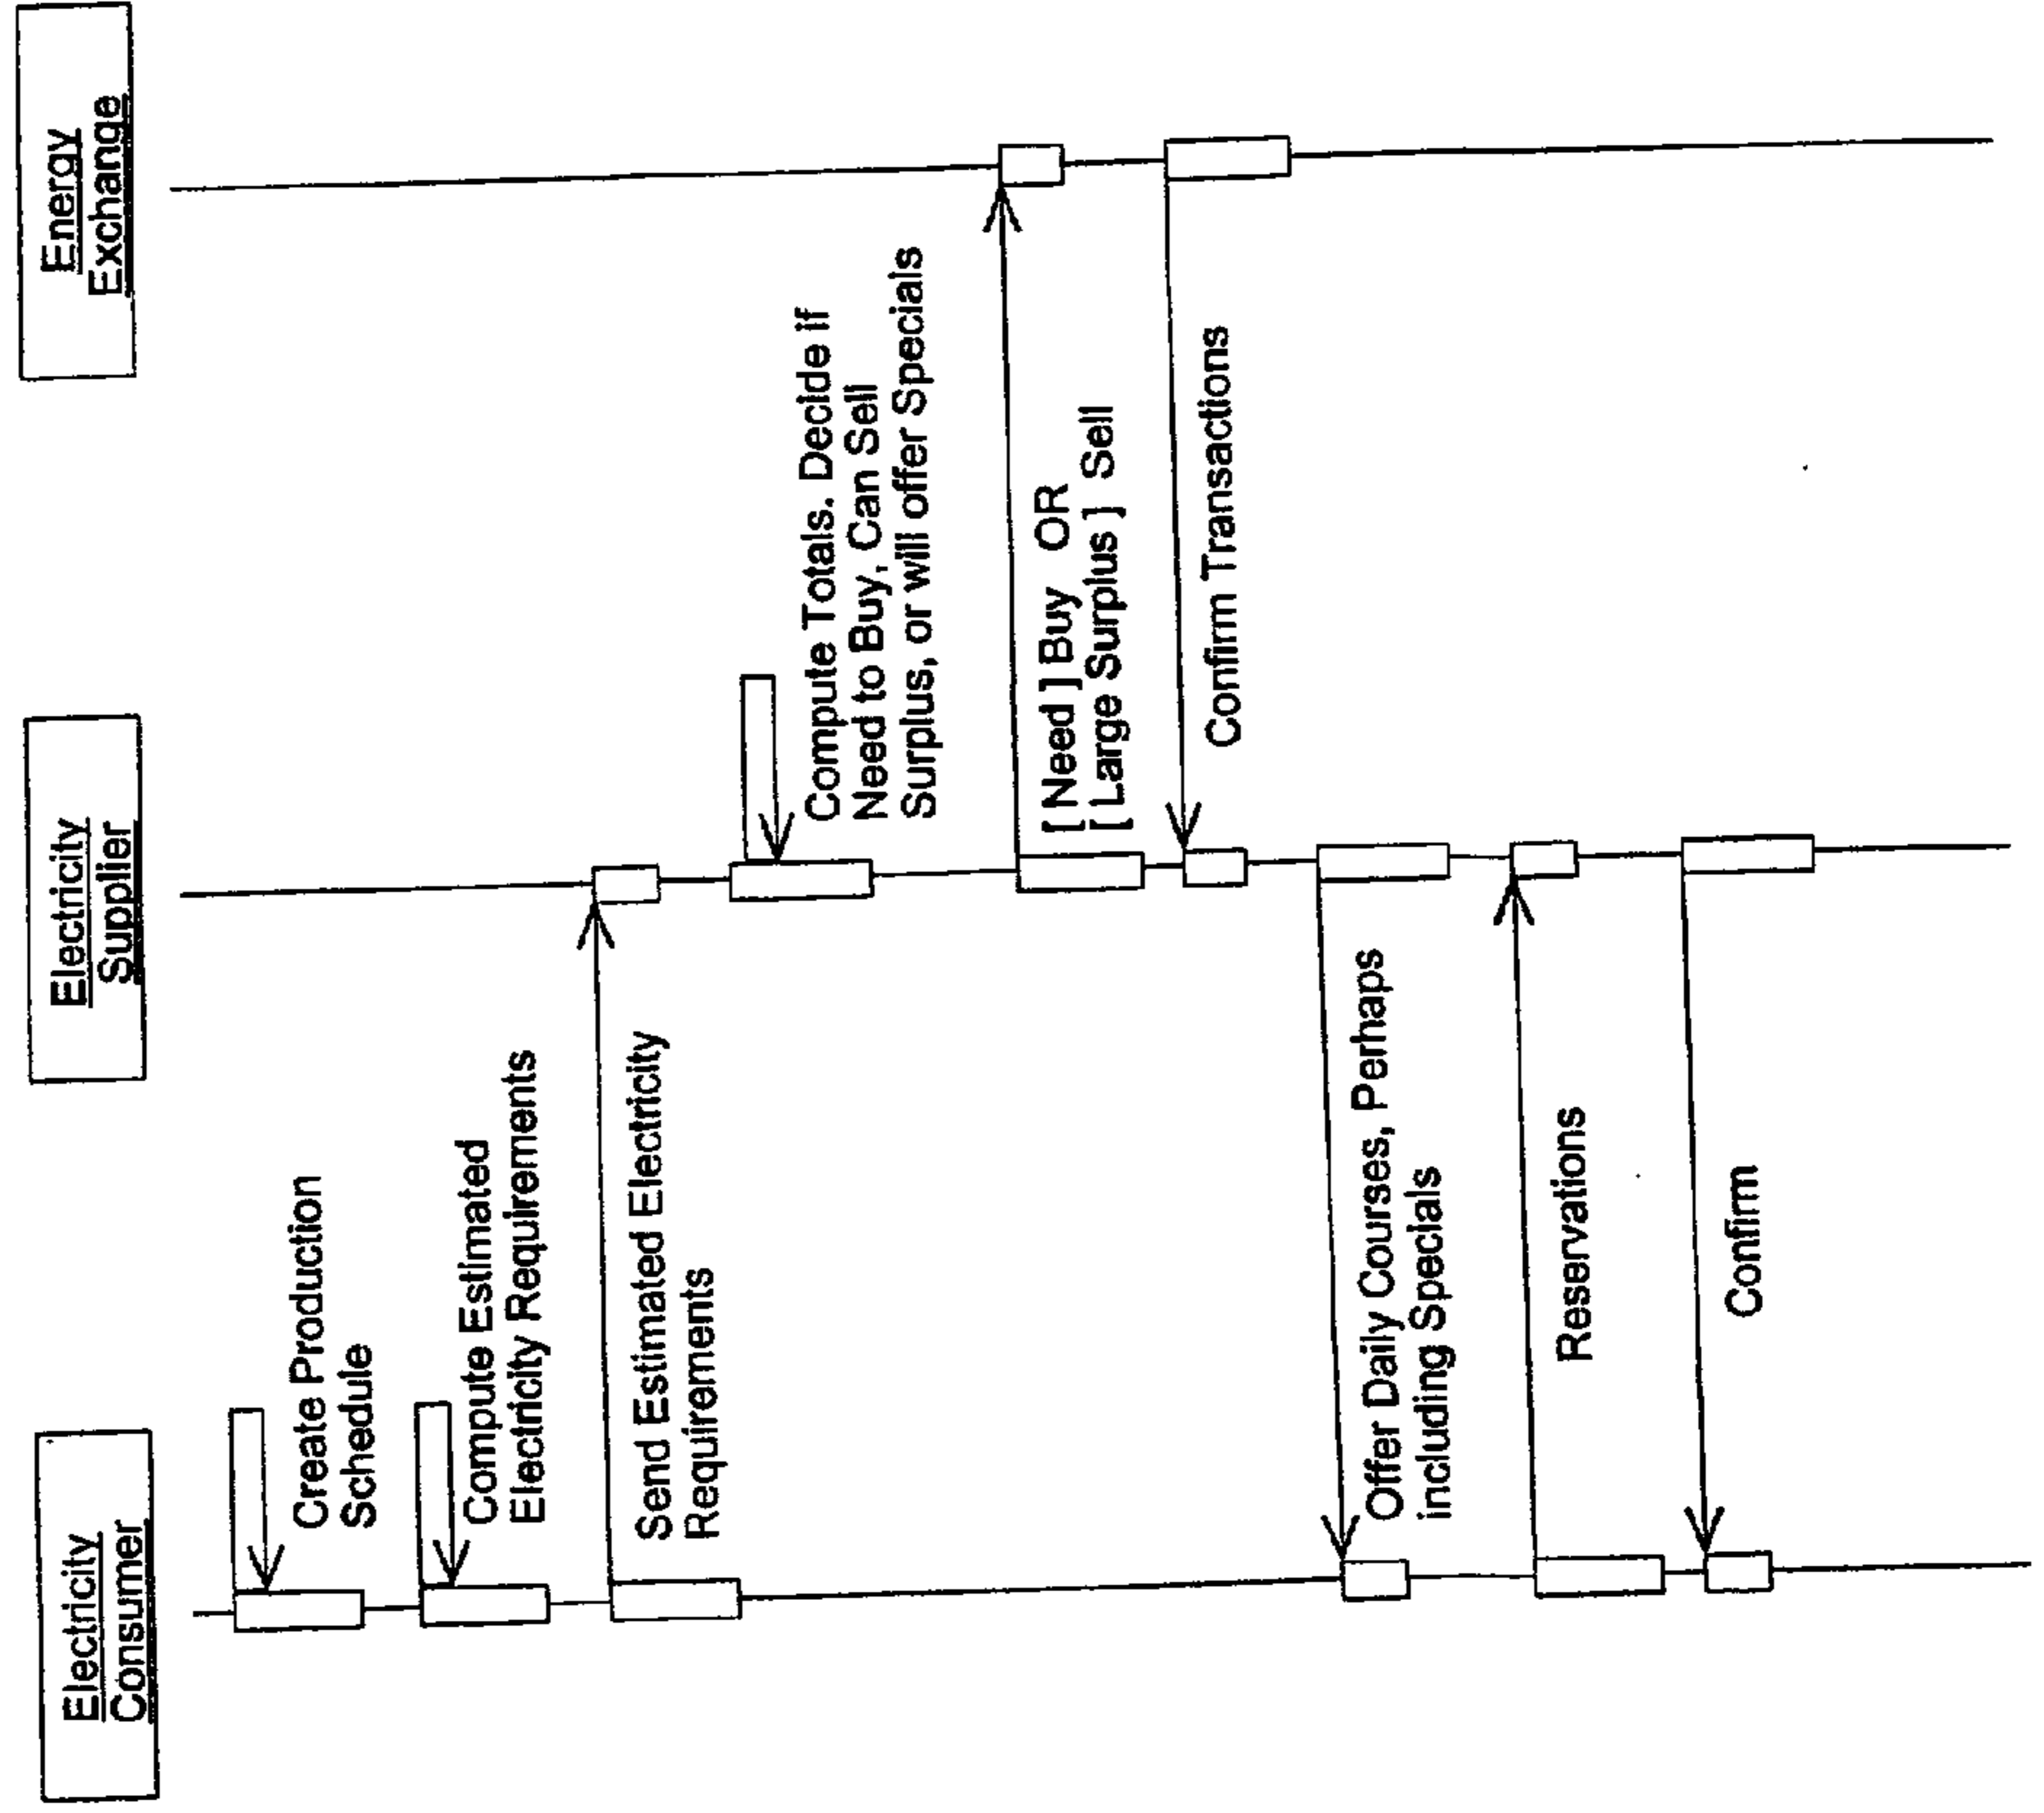 Electricity
Consumer
Electricity
Supplier
Energy
Exchange
Create Production
Schedule
Compute Estimated
Electricity Requirements
Send Estimated Electricity
Requirements
Compute Totals. Decide if
Need to Buy, Can Sell
Surplus, or will offer Specials
[ Need ] Buy OR
[ Large Surplus ] Sell
Confirm Transactions
Offer Daily Courses, Perhaps
including Specials
Reservations
Confirm